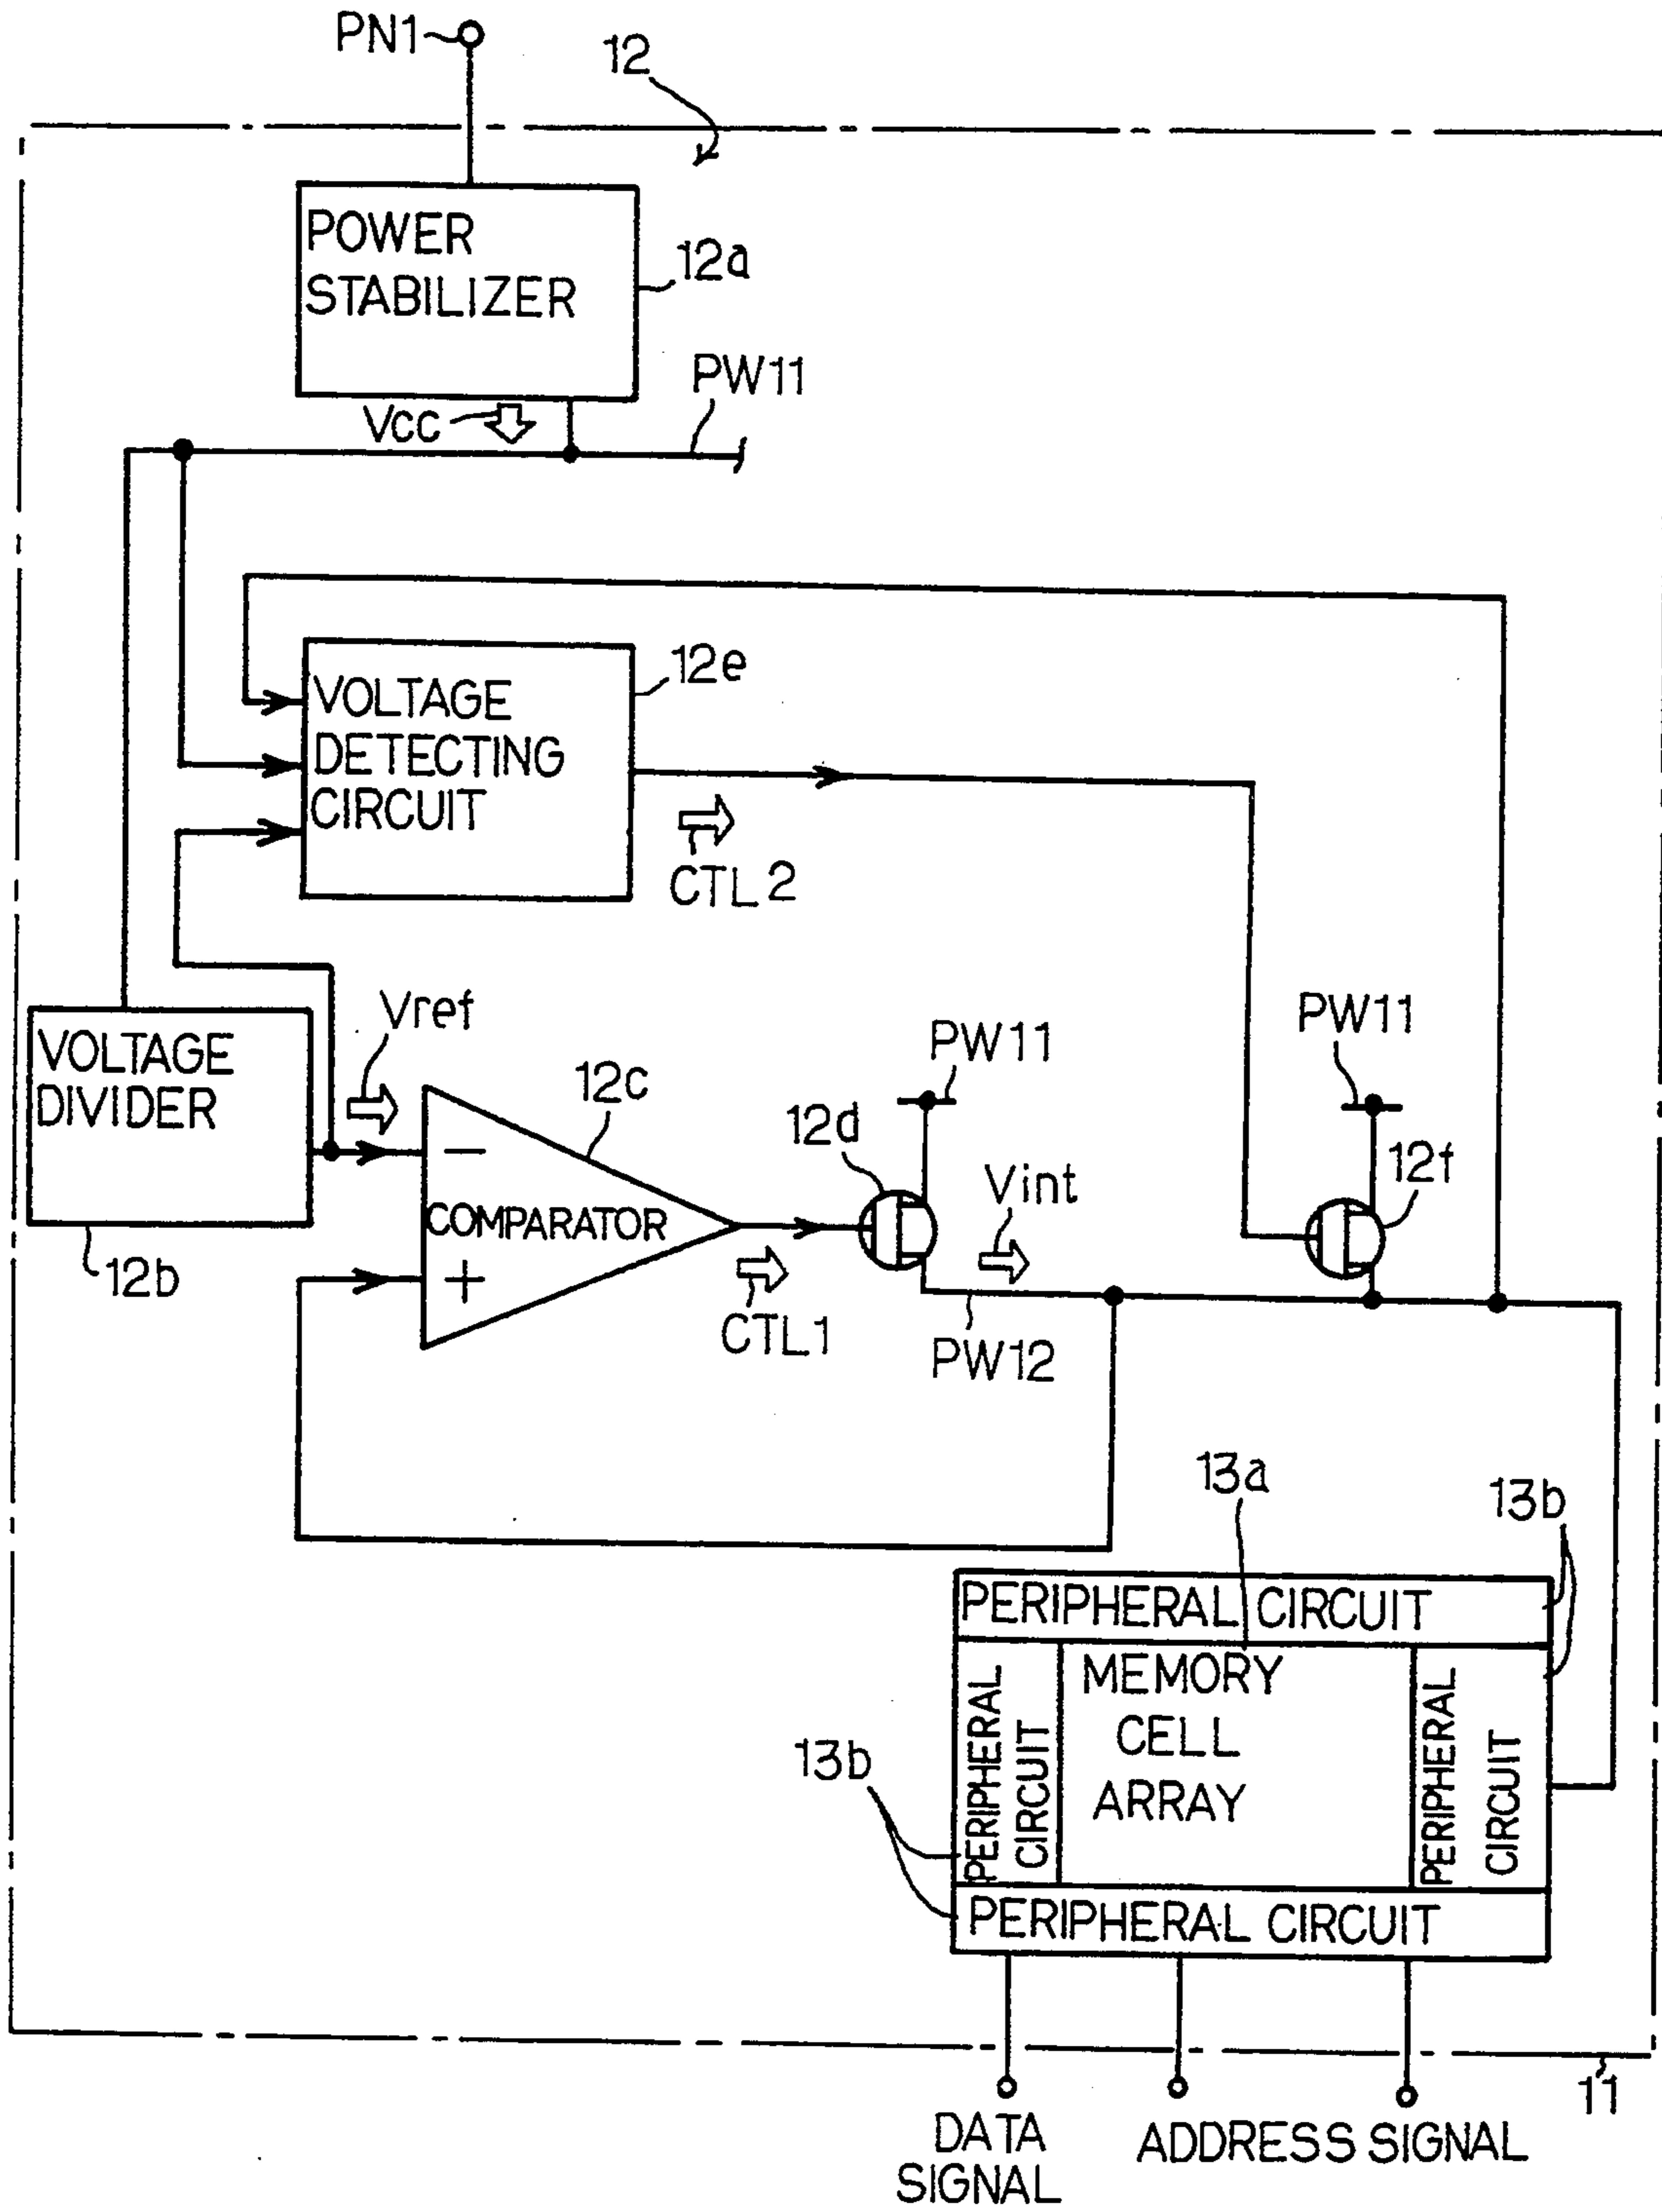 PN1
12
POWER
STABILIZER
12a
PW11
Vcc
VOLTAGE
DETECTING
CIRCUIT
12e
CTL2
Vref
VOLTAGE
DIVIDER
12b
12c
−
COMPARATOR
+
CTL1
12d
PW11
Vint
PW12
PW11
12f
13a
13b
PERIPHERAL CIRCUIT
PERIPHERAL
CIRCUIT
MEMORY
CELL
ARRAY
PERIPHERAL
CIRCUIT
13b
PERIPHERAL CIRCUIT
11
DATA
SIGNAL
ADDRESS SIGNAL